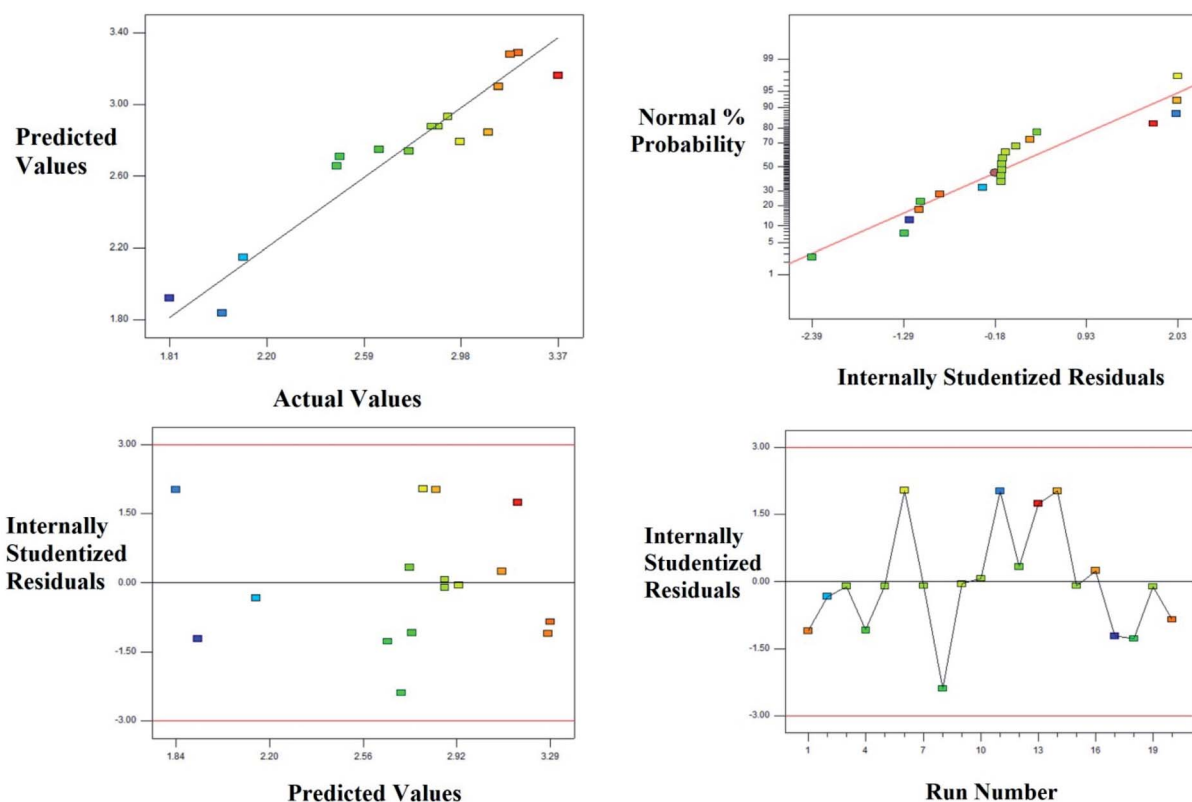 3.40
3.00
Predicted
Values
2.60
2.20
1.80
1.81 2.20 2.59 2.98 3.37
Actual Values
99
95
90
Normal %
Probability
80
70
50
30
20
10
5
1
-2.39 -1.29 -0.18 0.93 2.03
Internally Studentized Residuals
3.00
1.50
Internally
Studentized
Residuals
0.00
-1.50
-3.00
1.84 2.20 2.56 2.92 3.29
Predicted Values
3.00
1.50
Internally
Studentized
Residuals
0.00
-1.50
-3.00
1 4 7 10 13 16 19
Run Number